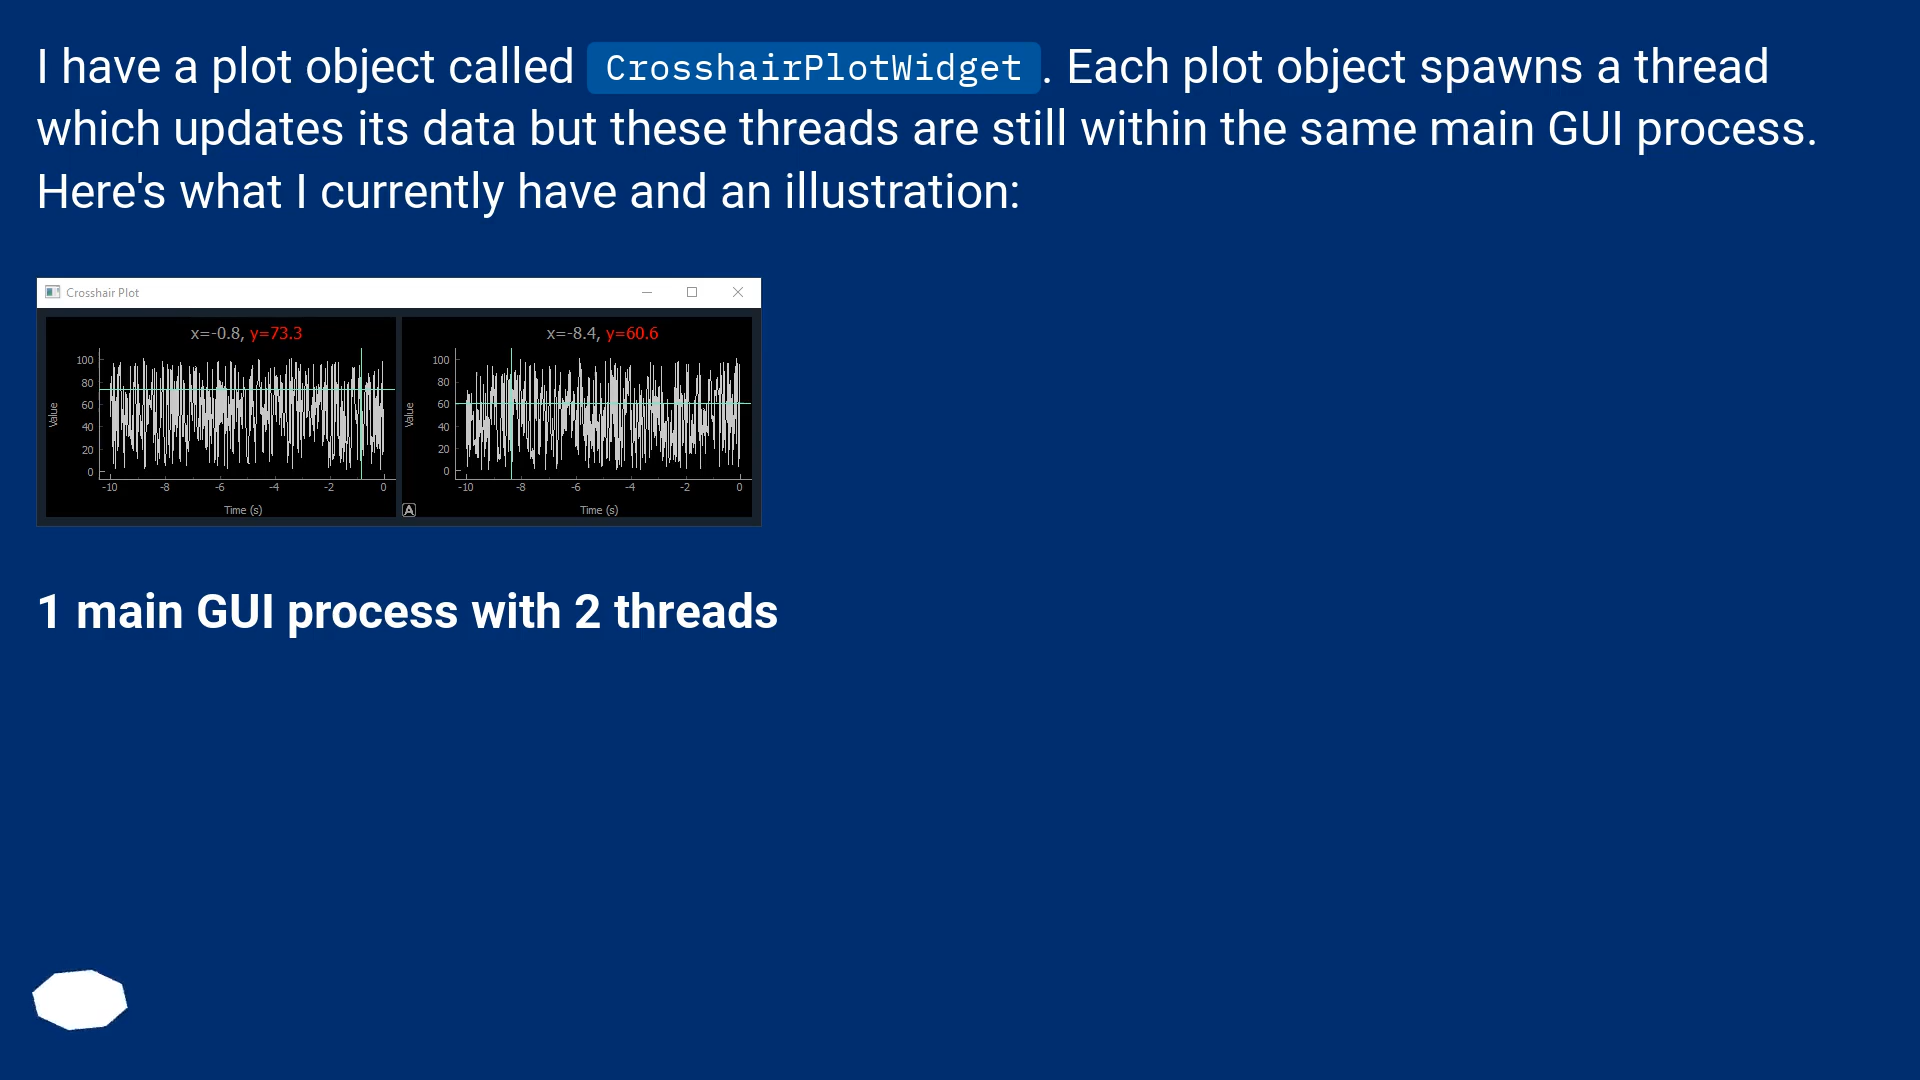 I have a plot object called CrosshairPlotWidget. Each plot object spawns a thread
which updates its data but these threads are still within the same main GUI process.
Here's what I currently have and an illustration:
Crosshair Plot
x=-0.8, y=73.3
100
80
60
40
20
0
Value
-10 -8 -6 -4 -2 0
Time (s)
x=-8.4, y=60.6
100
80
60
40
20
0
Value
-10 -8 -6 -4 -2 0
A
Time (s)
1 main GUI process with 2 threads